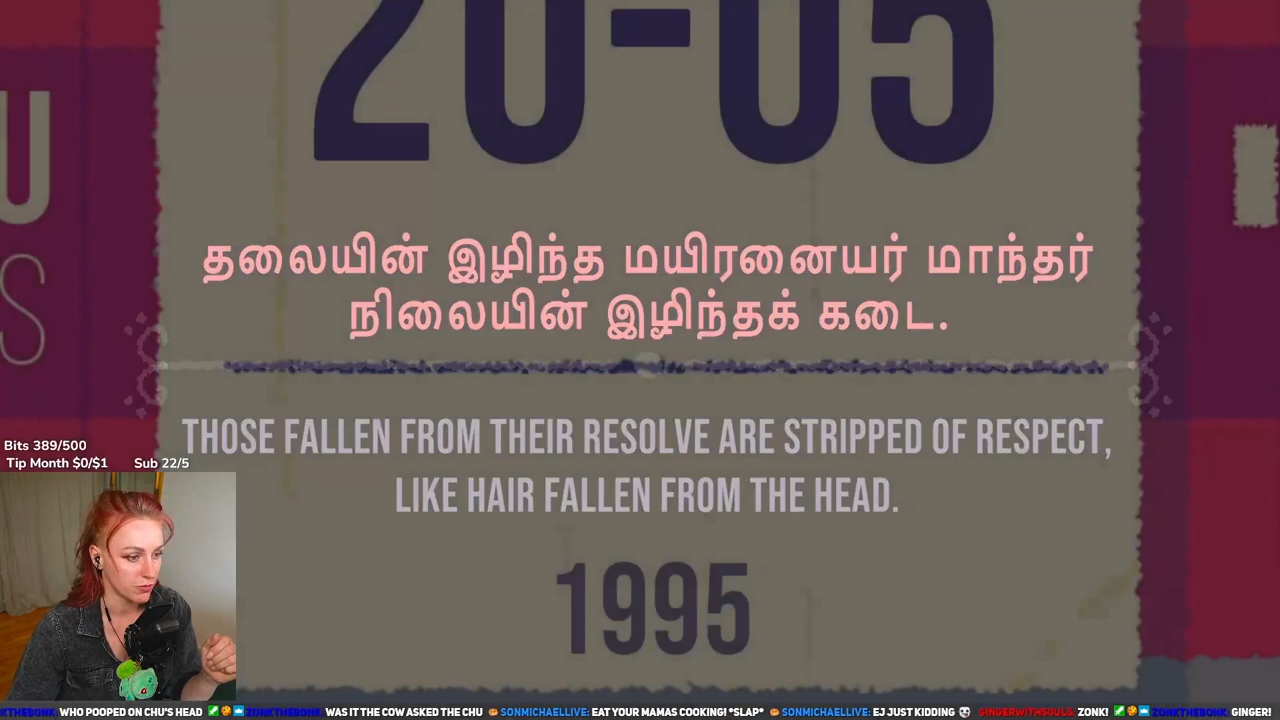 20-05
U
S
தலையின் இழிந்த மயிரனையர் மாந்தர்
நிலையின் இழிந்தக் கடை.
THOSE FALLEN FROM THEIR RESOLVE ARE STRIPPED OF RESPECT,
LIKE HAIR FALLEN FROM THE HEAD.
1995
Bits 389/500
Tip Month $0/$1 Sub 22/5
ZONKTHEBONK: WHO POOPED ON CHU'S HEAD ZONKTHEBONK: WAS IT THE COW ASKED THE CHU SONMICHAELLIVE: EAT YOUR MAMAS COOKING! *SLAP* SONMICHAELLIVE: EJ JUST KIDDING GINGERWITHSOULS: ZONK! ZONKTHEBONK: GINGER!